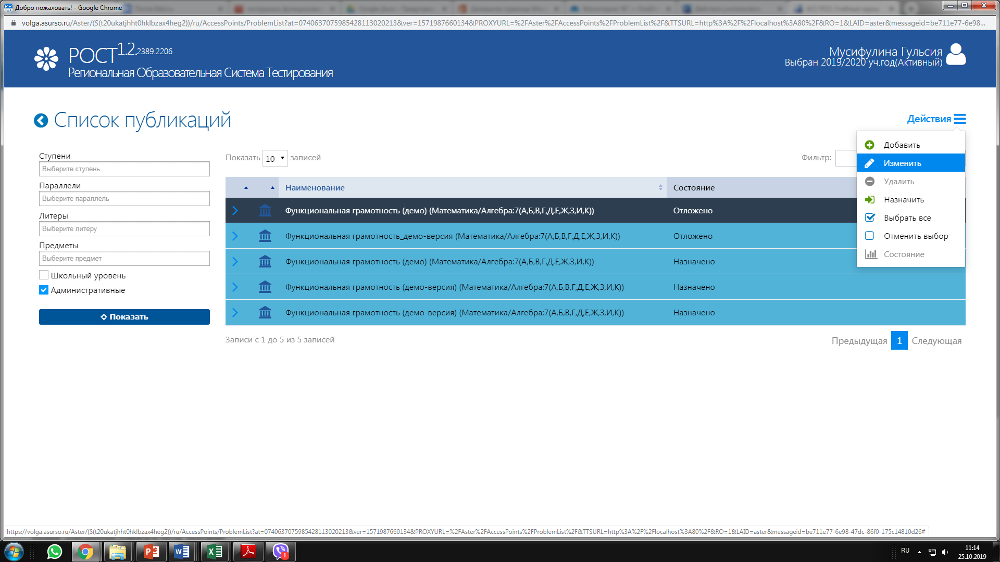 Добро пожаловать! - Google Chrome
volga.asurso.ru/Aster/(S(t20ukatjhht0hklbzax4heg2))/ru/AccessPoints/ProblemList?at=0740637075985428113020213&ver=1571987660134&PROXYURL=%2FAster%2FAccessPoints%2FProblemList%2F&TTSURL=http%3A%2F%2Flocalhost%3A80%2F&RO=1&LAID=aster&messageid=be711e77-6e98...
РОСТ1.2.2389.2206
Региональная Образовательная Система Тестирования
Мусифулина Гульсия
Выбран 2019/2020 уч.год(Активный)
Список публикаций
Действия
Добавить
Изменить
Удалить
Назначить
Выбрать все
Отменить выбор
Состояние
Ступени
Выберите ступень
Параллели
Выберите параллель
Литеры
Выберите литеру
Предметы
Выберите предмет
Школьный уровень
Административные
Показать
Показать 10 записей
Фильтр:
Наименование Состояние
Функциональная грамотность (демо) (Математика/Алгебра:7(А,Б,В,Г,Д,Е,Ж,З,И,К)) Отложено
Функциональная грамотность_демо-версия (Математика/Алгебра:7(А,Б,В,Г,Д,Е,Ж,З,И,К)) Отложено
Функциональная грамотность (демо) (Математика/Алгебра:7(А,Б,В,Г,Д,Е,Ж,З,И,К)) Назначено
Функциональная грамотность (демо-версия) (Математика/Алгебра:7(А,Б,В,Г,Д,Е,Ж,З,И,К)) Назначено
Функциональная грамотность (демо-версия) (Математика/Алгебра:7(А,Б,В,Г,Д,Е,Ж,З,И,К)) Назначено
Записи с 1 до 5 из 5 записей
Предыдущая 1 Следующая
https://volga.asurso.ru/Aster/(S(t20ukatjhht0hklbzax4heg2))/ru/AccessPoints/ProblemList?at=0740637075985428113020213&ver=1571987660134&PROXYURL=%2FAster%2FAccessPoints%2FProblemList%2F&TTSURL=http%3A%2F%2Flocalhost%3A80%2F&RO=1&LAID=aster&messageid=be711e77-6e98-47dc-86f0-175c14810d26#
RU
11:14
25.10.2019